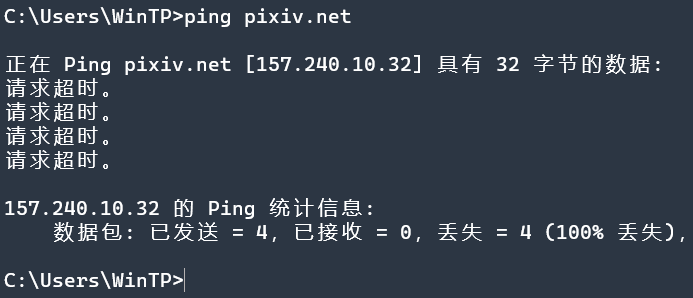 C:\Users\WinTP>ping pixiv.net
正在 Ping pixiv.net [157.240.10.32] 具有 32 字节的数据:
请求超时。
请求超时。
请求超时。
请求超时。
157.240.10.32 的 Ping 统计信息:
数据包: 已发送 = 4, 已接收 = 0, 丢失 = 4 (100% 丢失),
C:\Users\WinTP>